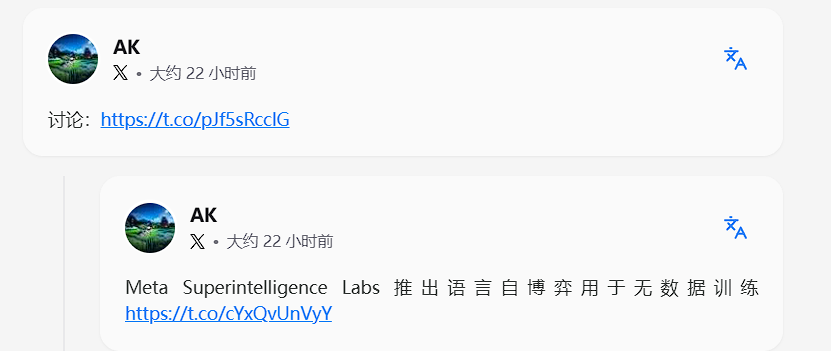 AK
X • 大约 22 小时前
讨论：https://t.co/pJf5sRcclG
AK
X • 大约 22 小时前
Meta Superintelligence Labs 推出语言自博弈用于无数据训练
https://t.co/cYxQvUnVyY